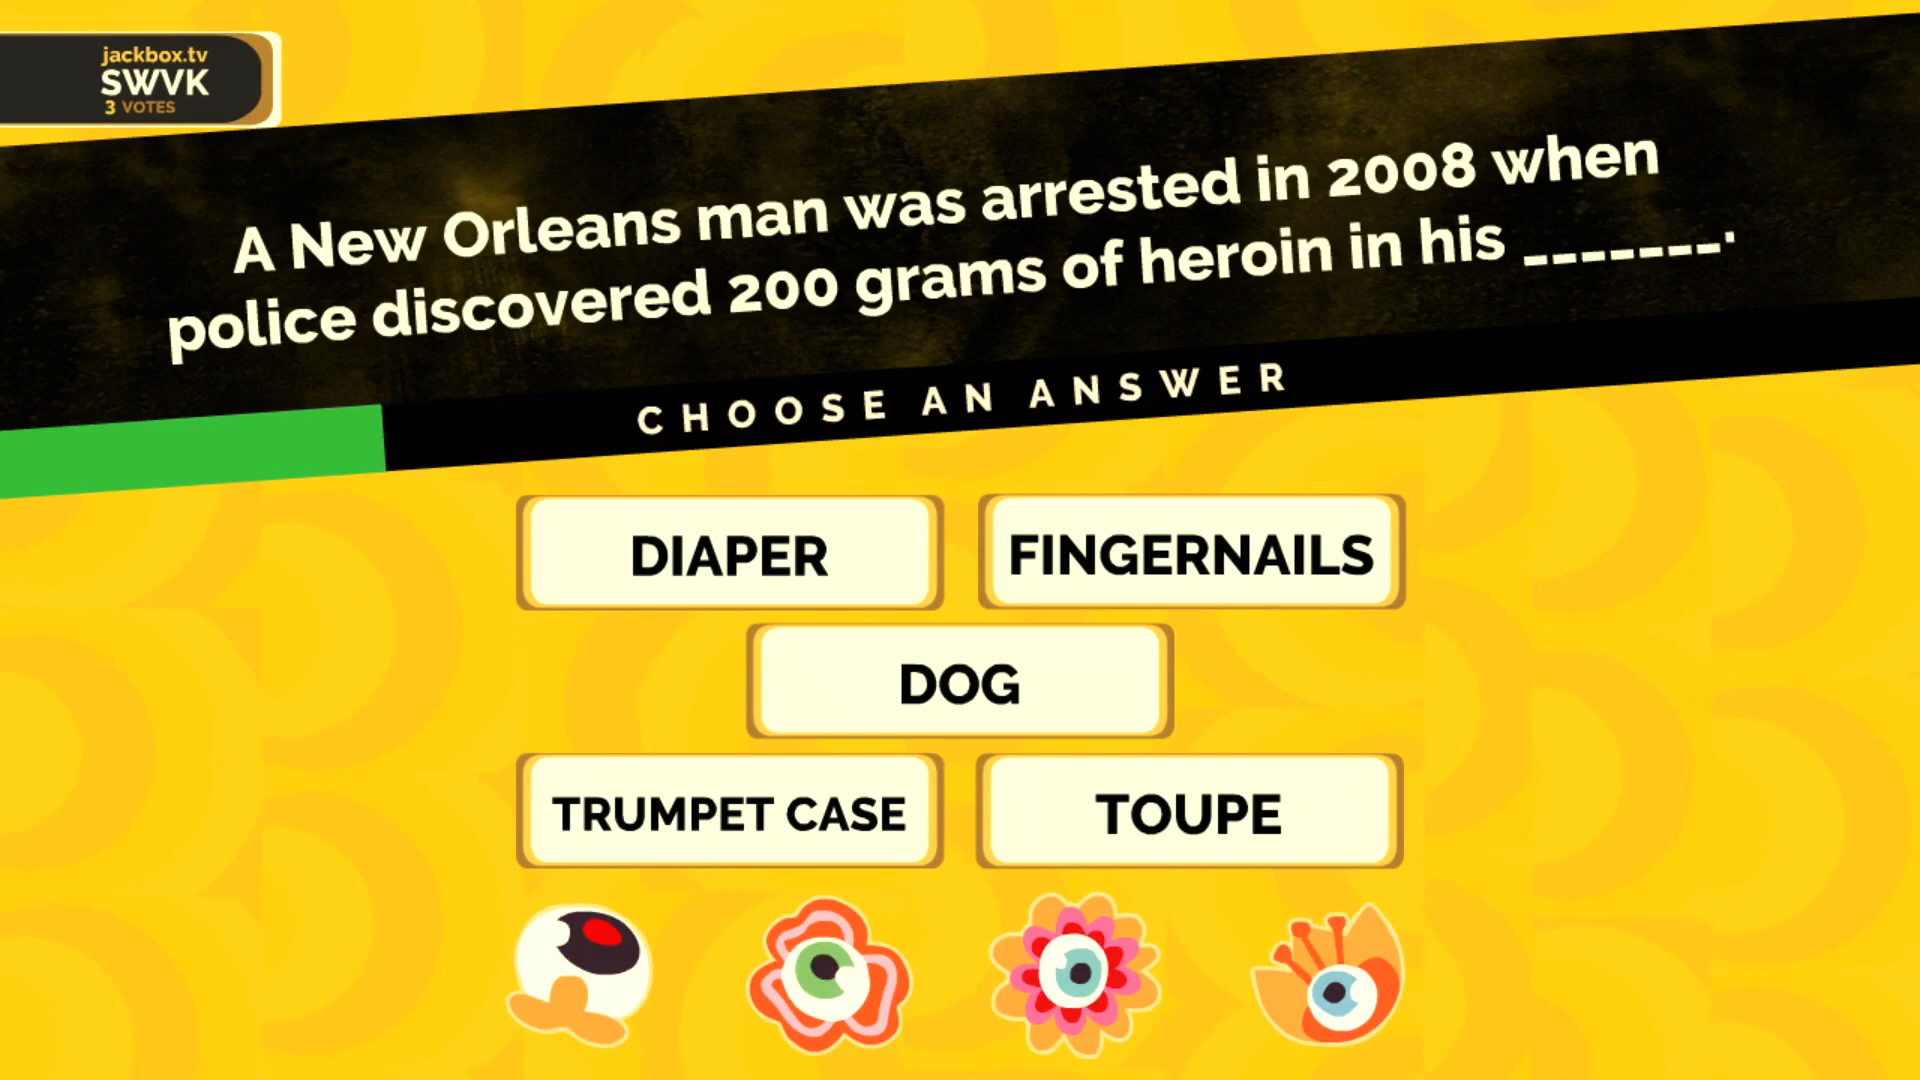 jackbox.tv
SWVK
3 VOTES
A New Orleans man was arrested in 2008 when
police discovered 200 grams of heroin in his _______.
CHOOSE AN ANSWER
DIAPER
FINGERNAILS
DOG
TRUMPET CASE
TOUPE